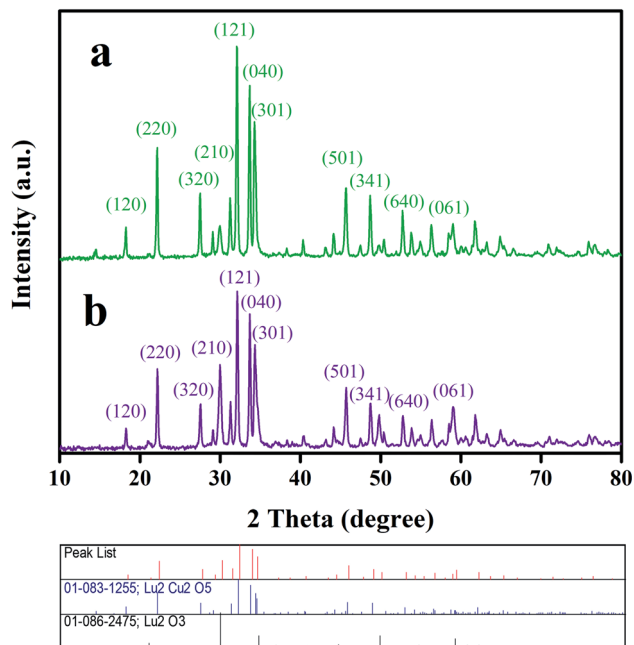 a
(121)
(040)
(301)
(220)
(210)
(320)
(120)
(501)
(341)
(640)
(061)
Intensity (a.u.)
b
(121)
(040)
(301)
(220)
(210)
(320)
(120)
(501)
(341)
(640)
(061)
10 20 30 40 50 60 70 80
2 Theta (degree)
Peak List
01-083-1255; Lu2 Cu2 O5
01-086-2475; Lu2 O3